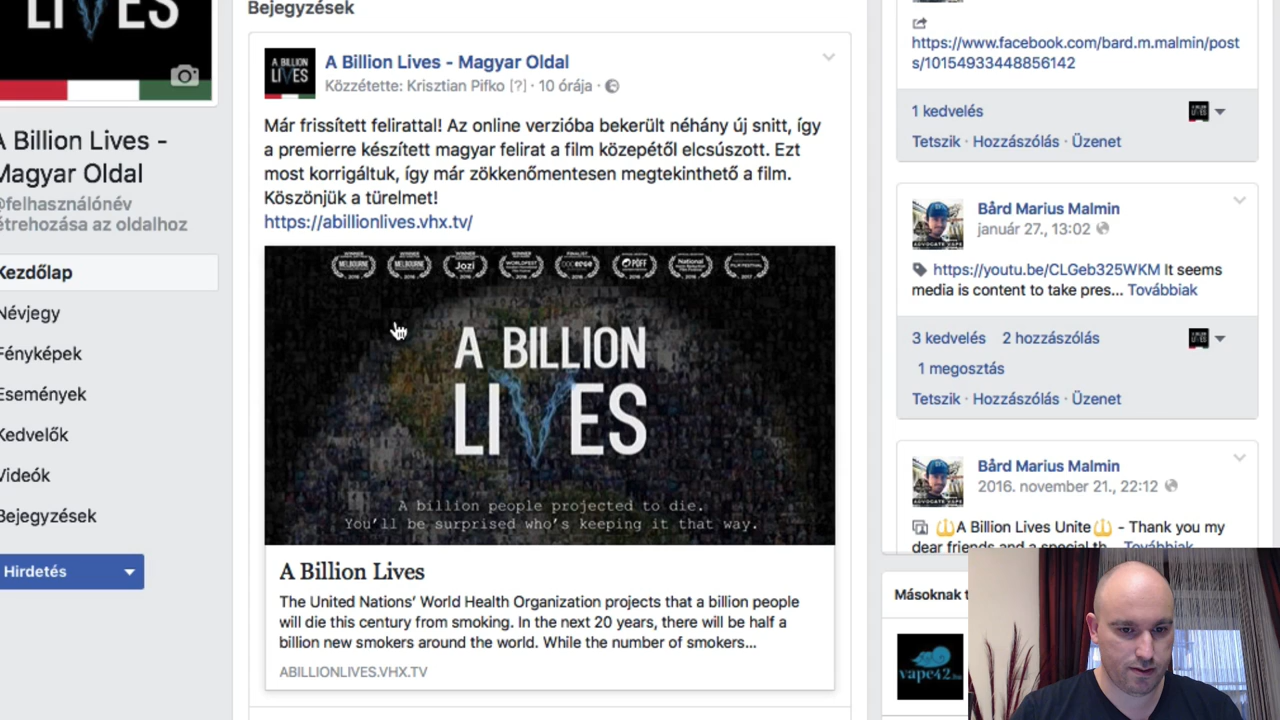 LIVES
A Billion Lives -
Magyar Oldal
@felhasználónév
létrehozása az oldalhoz
Kezdőlap
Névjegy
Fényképek
Események
Kedvelők
Videók
Bejegyzések
Hirdetés
Bejegyzések
A BILLION
LIVES
A Billion Lives - Magyar Oldal
Közzétette: Krisztian Pifko [?] · 10 órája ·
Már frissített felirattal! Az online verzióba bekerült néhány új snitt, így
a premierre készített magyar felirat a film közepétől elcsúszott. Ezt
most korrigáltuk, így már zökkenőmentesen megtekinthető a film.
Köszönjük a türelmet!
https://abillionlives.vhx.tv/
A BILLION
LIVES
A billion people projected to die.
You'll be surprised who's keeping it that way.
A Billion Lives
The United Nations' World Health Organization projects that a billion people
will die this century from smoking. In the next 20 years, there will be half a
billion new smokers around the world. While the number of smokers...
ABILLIONLIVES.VHX.TV
https://www.facebook.com/bard.m.malmin/post
s/10154933448856142
1 kedvelés
Tetszik · Hozzászólás · Üzenet
Bård Marius Malmin
január 27., 13:02
https://youtu.be/CLGeb325WKM It seems
media is content to take pres... Továbbiak
3 kedvelés 2 hozzászólás
1 megosztás
Tetszik · Hozzászólás · Üzenet
Bård Marius Malmin
2016. november 21., 22:12
A Billion Lives Unite - Thank you my
dear friends and a special th... Továbbiak
Másoknak
vape42.hu